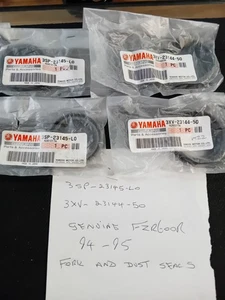 YAMAHA
3SP-23145-L0
1 PC
YAMAHA
3XV-23144-50
1 PC
YAMAHA
3SP-23145-L0
1 PC
YAMAHA
3XV-23144-50
1 PC
3SP-23145-L0
3XV-23144-50
GENUINE FZR600R
94-95
FORK AND DUST SEALS